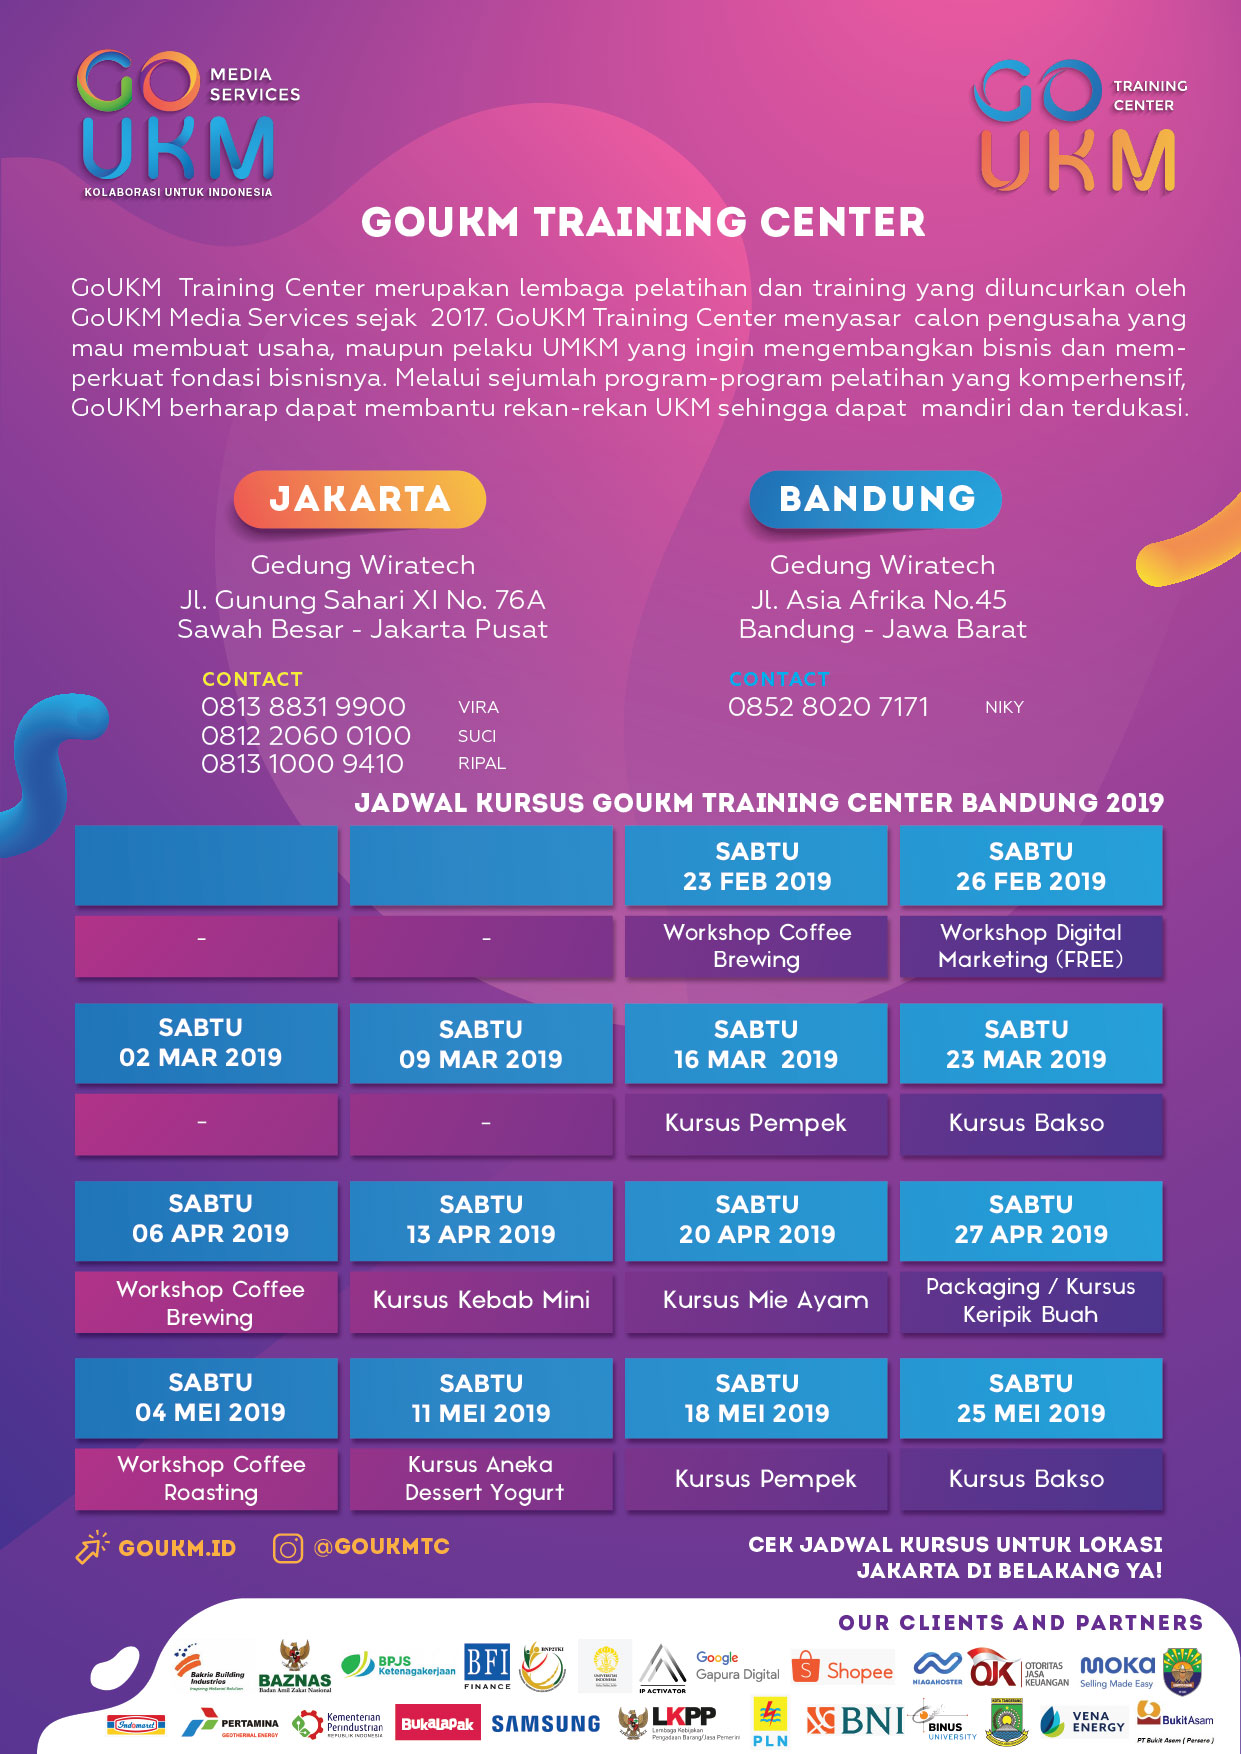 GO MEDIA SERVICES
UKM
KOLABORASI UNTUK INDONESIA
GO TRAINING CENTER
UKM
GOUKM TRAINING CENTER
GoUKM Training Center merupakan lembaga pelatihan dan training yang diluncurkan oleh
GoUKM Media Services sejak 2017. GoUKM Training Center menyasar calon pengusaha yang
mau membuat usaha, maupun pelaku UMKM yang ingin mengembangkan bisnis dan mem-
perkuat fondasi bisnisnya. Melalui sejumlah program-program pelatihan yang komperhensif,
GoUKM berharap dapat membantu rekan-rekan UKM sehingga dapat mandiri dan terdukasi.
JAKARTA
Gedung Wiratech
Jl. Gunung Sahari XI No. 76A
Sawah Besar - Jakarta Pusat
CONTACT
0813 8831 9900 VIRA
0812 2060 0100 SUCI
0813 1000 9410 RIPAL
BANDUNG
Gedung Wiratech
Jl. Asia Afrika No.45
Bandung - Jawa Barat
CONTACT
0852 8020 7171 NIKY
JADWAL KURSUS GOUKM TRAINING CENTER BANDUNG 2019
-
-
SABTU
23 FEB 2019
Workshop Coffee
Brewing
SABTU
26 FEB 2019
Workshop Digital
Marketing (FREE)
SABTU
02 MAR 2019
-
SABTU
09 MAR 2019
-
SABTU
16 MAR 2019
Kursus Pempek
SABTU
23 MAR 2019
Kursus Bakso
SABTU
06 APR 2019
Workshop Coffee
Brewing
SABTU
13 APR 2019
Kursus Kebab Mini
SABTU
20 APR 2019
Kursus Mie Ayam
SABTU
27 APR 2019
Packaging / Kursus
Keripik Buah
SABTU
04 MEI 2019
Workshop Coffee
Roasting
SABTU
11 MEI 2019
Kursus Aneka
Dessert Yogurt
SABTU
18 MEI 2019
Kursus Pempek
SABTU
25 MEI 2019
Kursus Bakso
GOUKM.ID
@GOUKMTC
CEK JADWAL KURSUS UNTUK LOKASI
JAKARTA DI BELAKANG YA!
OUR CLIENTS AND PARTNERS
Bakrie Building
Industries
BAZNAS
Badan Amil Zakat Nasional
BPJS
Ketenagakerjaan
BFI
FINANCE
BNP2TKI
UNIVERSITAS
INDONESIA
IP ACTIVATOR
Google
Gapura Digital
Shopee
NIAGAHOSTER
OJK
OTORITAS
JASA
KEUANGAN
MOKA
Selling Made Easy
Indomaret
PERTAMINA
GEOTHERMAL ENERGY
Kementerian
Perindustrian
REPUBLIK INDONESIA
BukaLapak
SAMSUNG
LKPP
Lembaga Kebijakan
Pengadaan Barang/Jasa Pemerintah
PLN
BNI
BINUS
UNIVERSITY
KOTA TANGERANG
VENA
ENERGY
BukitAsam
PT Bukit Asam ( Persero )